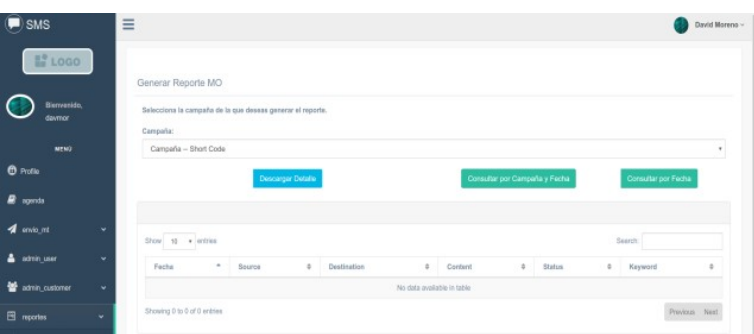 SMS
David Moreno
LOGO
Bienvenido,
davmor
MENÚ
Profile
agenda
envio_mt
admin_user
admin_customer
reportes
Generar Reporte MO
Selecciona la campaña de la que deseas generar el reporte.
Campaña:
Campaña -- Short Code
Descargar Detalle
Consultar por Campaña y Fecha
Consultar por Fecha
Show 10 entries
Search:
Fecha Source Destination Content Status Keyword
No data available in table
Showing 0 to 0 of 0 entries
Previous Next